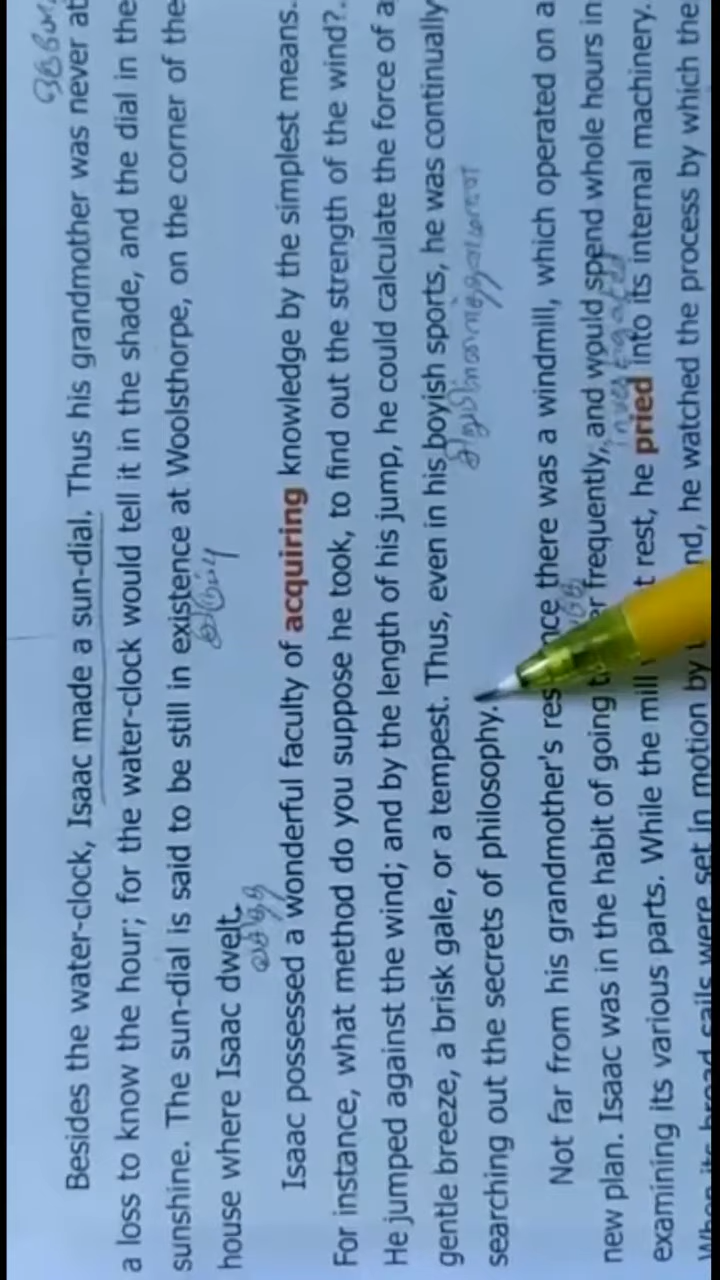 Besides the water-clock, Isaac made a sun-dial. Thus his grandmother was never at
a loss to know the hour; for the water-clock would tell it in the shade, and the dial in the
sunshine. The sun-dial is said to be still in existence at Woolsthorpe, on the corner of the
இருப்பு
house where Isaac dwelt.
வசித்த
Isaac possessed a wonderful faculty of acquiring knowledge by the simplest means.
For instance, what method do you suppose he took, to find out the strength of the wind?.
He jumped against the wind; and by the length of his jump, he could calculate the force of a
gentle breeze, a brisk gale, or a tempest. Thus, even in his boyish sports, he was continually
searching out the secrets of philosophy.
Not far from his grandmother's there was a windmill, which operated on a
new plan. Isaac was in the habit of going frequently, and would spend whole hours in
investigated
examining its various parts. While the mill rest, he pried into its internal machinery.
When its broad sails were set in motion by he watched the process by which the